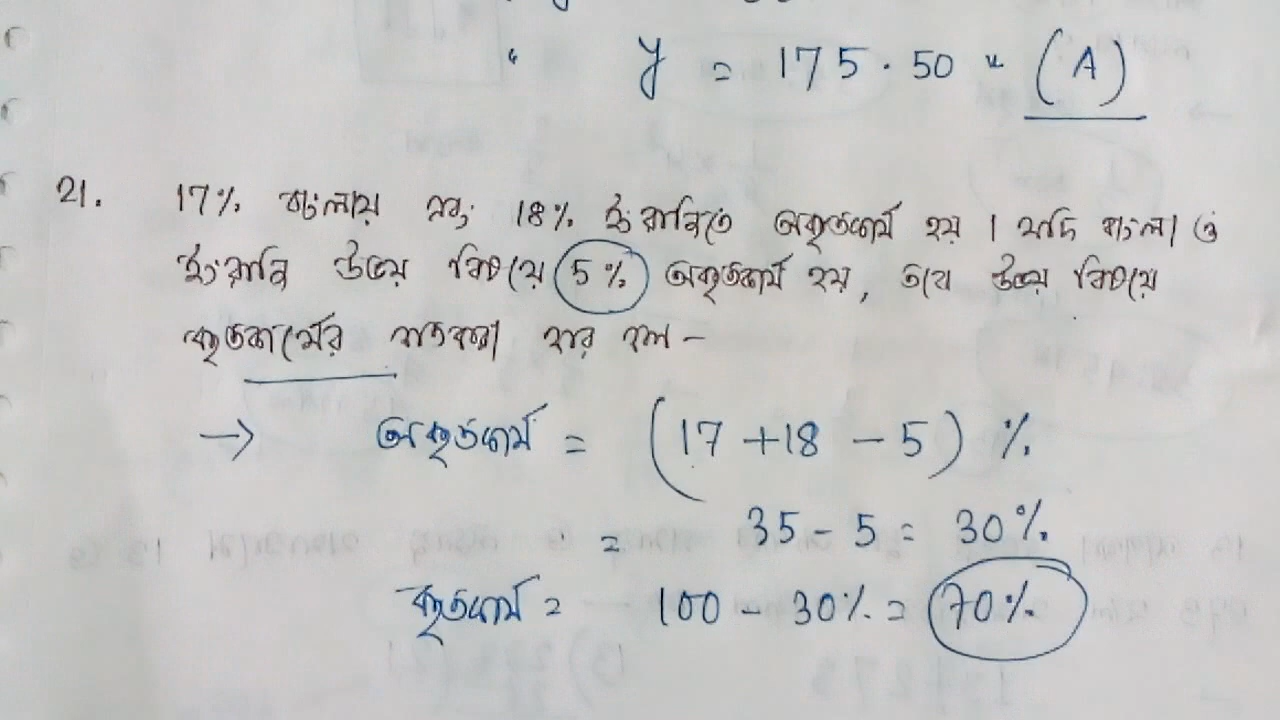 y = 175.50 (A)
21. 17% বাংলায় এবং 18% ইংরাজিতে অকৃতকার্য হয় । যদি বাংলা ও
ইংরাজি উভয় বিষয়ে 5% অকৃতকার্য হয়, তবে উভয় বিষয়ে
কৃতকার্যের শতকরা হার হল –
→ অকৃতকার্য = (17 + 18 – 5) %
= 35 – 5 = 30%
কৃতকার্য = 100 – 30% = 70%